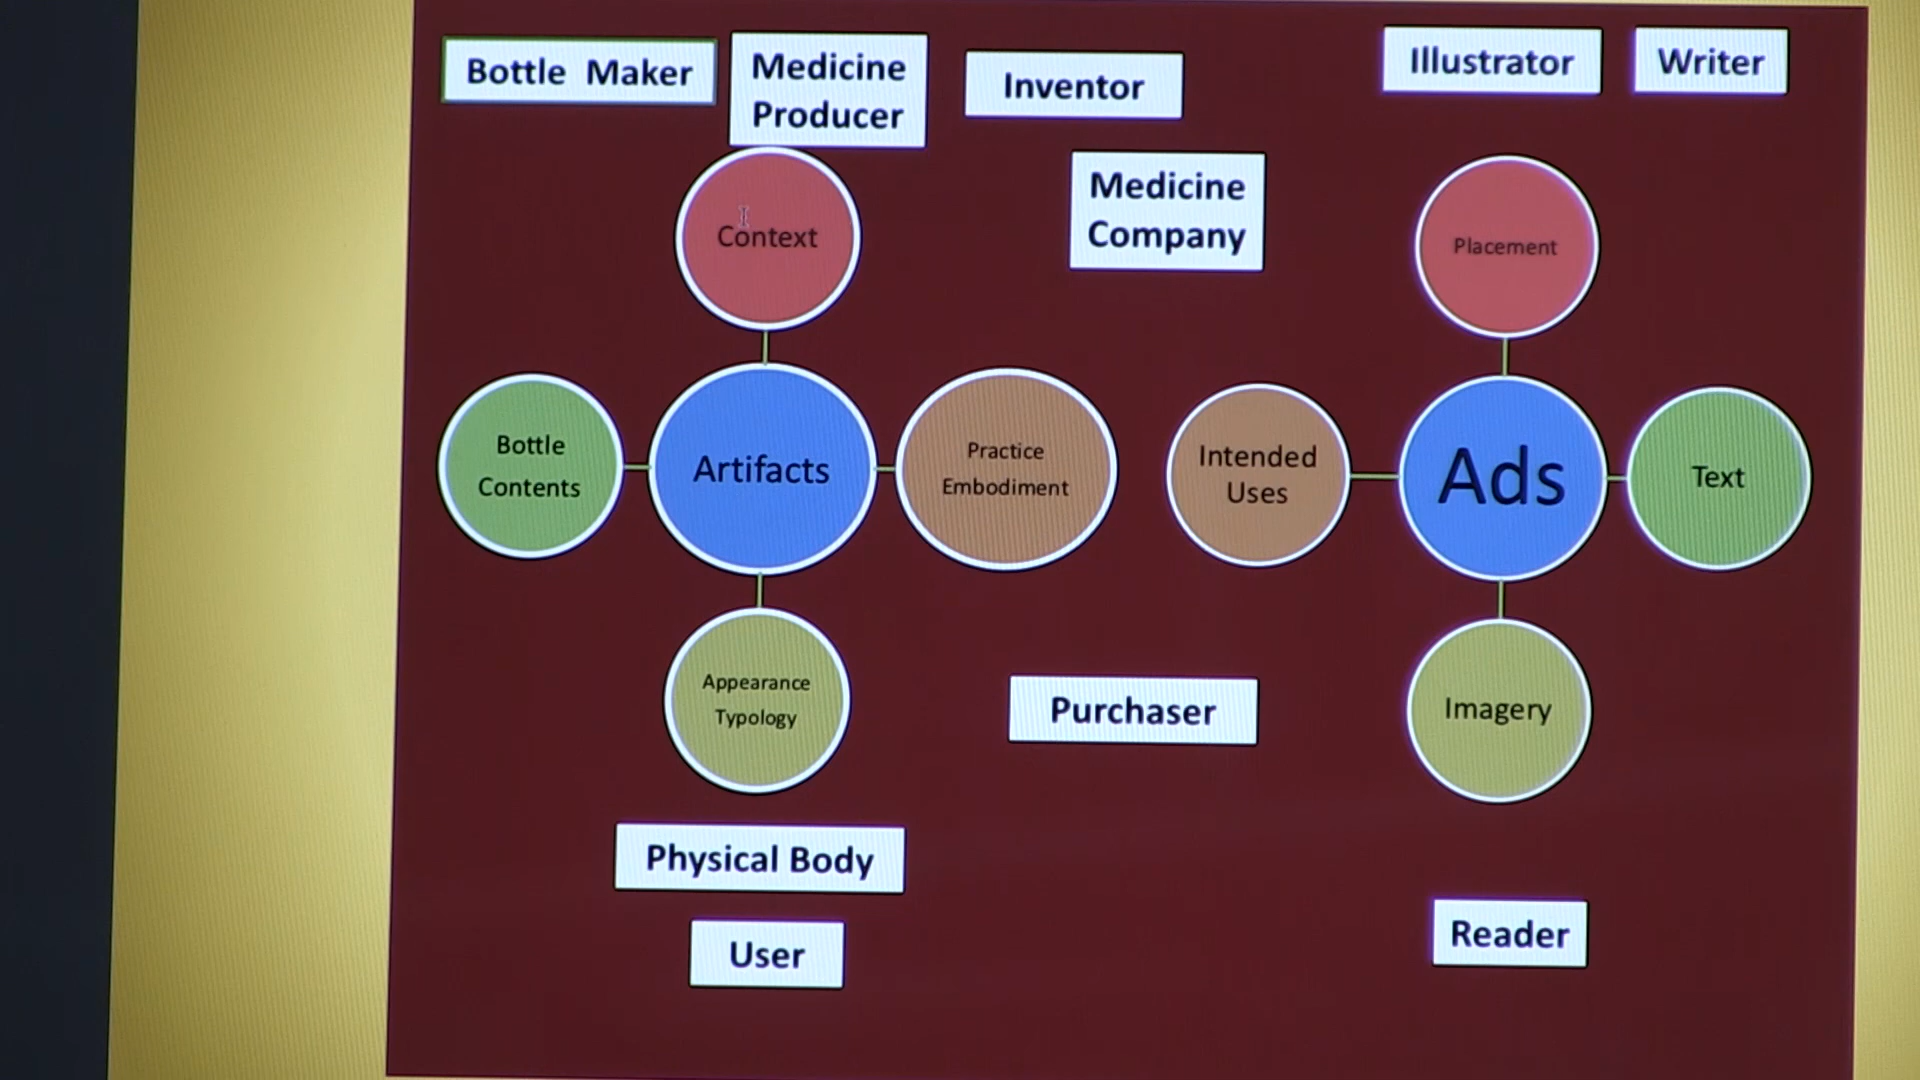 Bottle Maker
Medicine
Producer
Inventor
Illustrator
Writer
Medicine
Company
Context
Placement
Bottle
Contents
Artifacts
Practice
Embodiment
Intended
Uses
Ads
Text
Appearance
Typology
Purchaser
Imagery
Physical Body
User
Reader